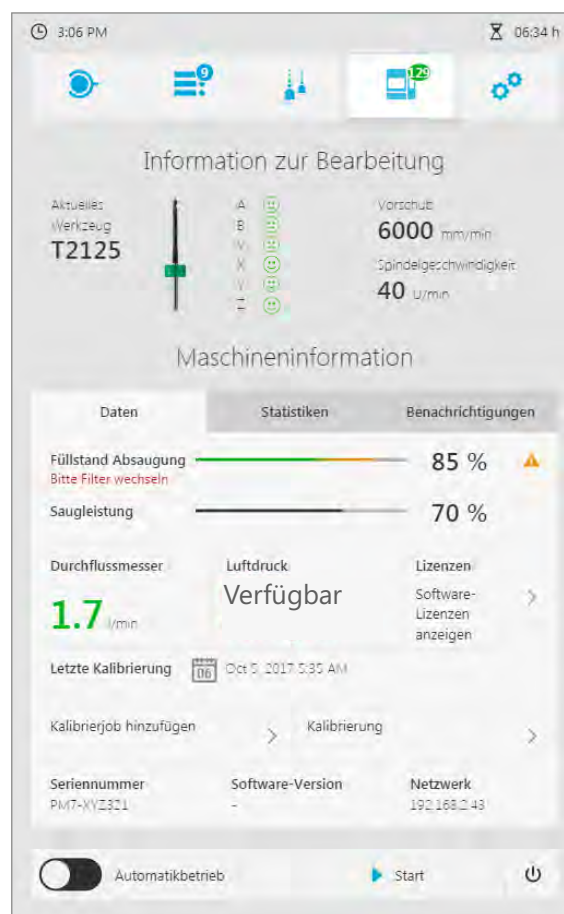 3:06 PM
06:34 h
9
129
Information zur Bearbeitung
Aktuelles
Werkzeug
T2125
A
B
V
X
Y
Z
Vorschub
6000 mm/min
Spindelgeschwindigkeit
40 U/min
Maschineninformation
Daten
Statistiken
Benachrichtigungen
Füllstand Absaugung
85 %
Bitte Filter wechseln
Saugleistung
70 %
Durchflussmesser
1.7 l/min
Luftdruck
Verfügbar
Lizenzen
Software-
Lizenzen
anzeigen
Letzte Kalibrierung
06
Oct 5, 2017 5:35 AM
Kalibrierjob hinzufügen
Kalibrierung
Seriennummer
PM7-XYZ321
Software-Version
-
Netzwerk
192.168.2.43
Automatikbetrieb
Start